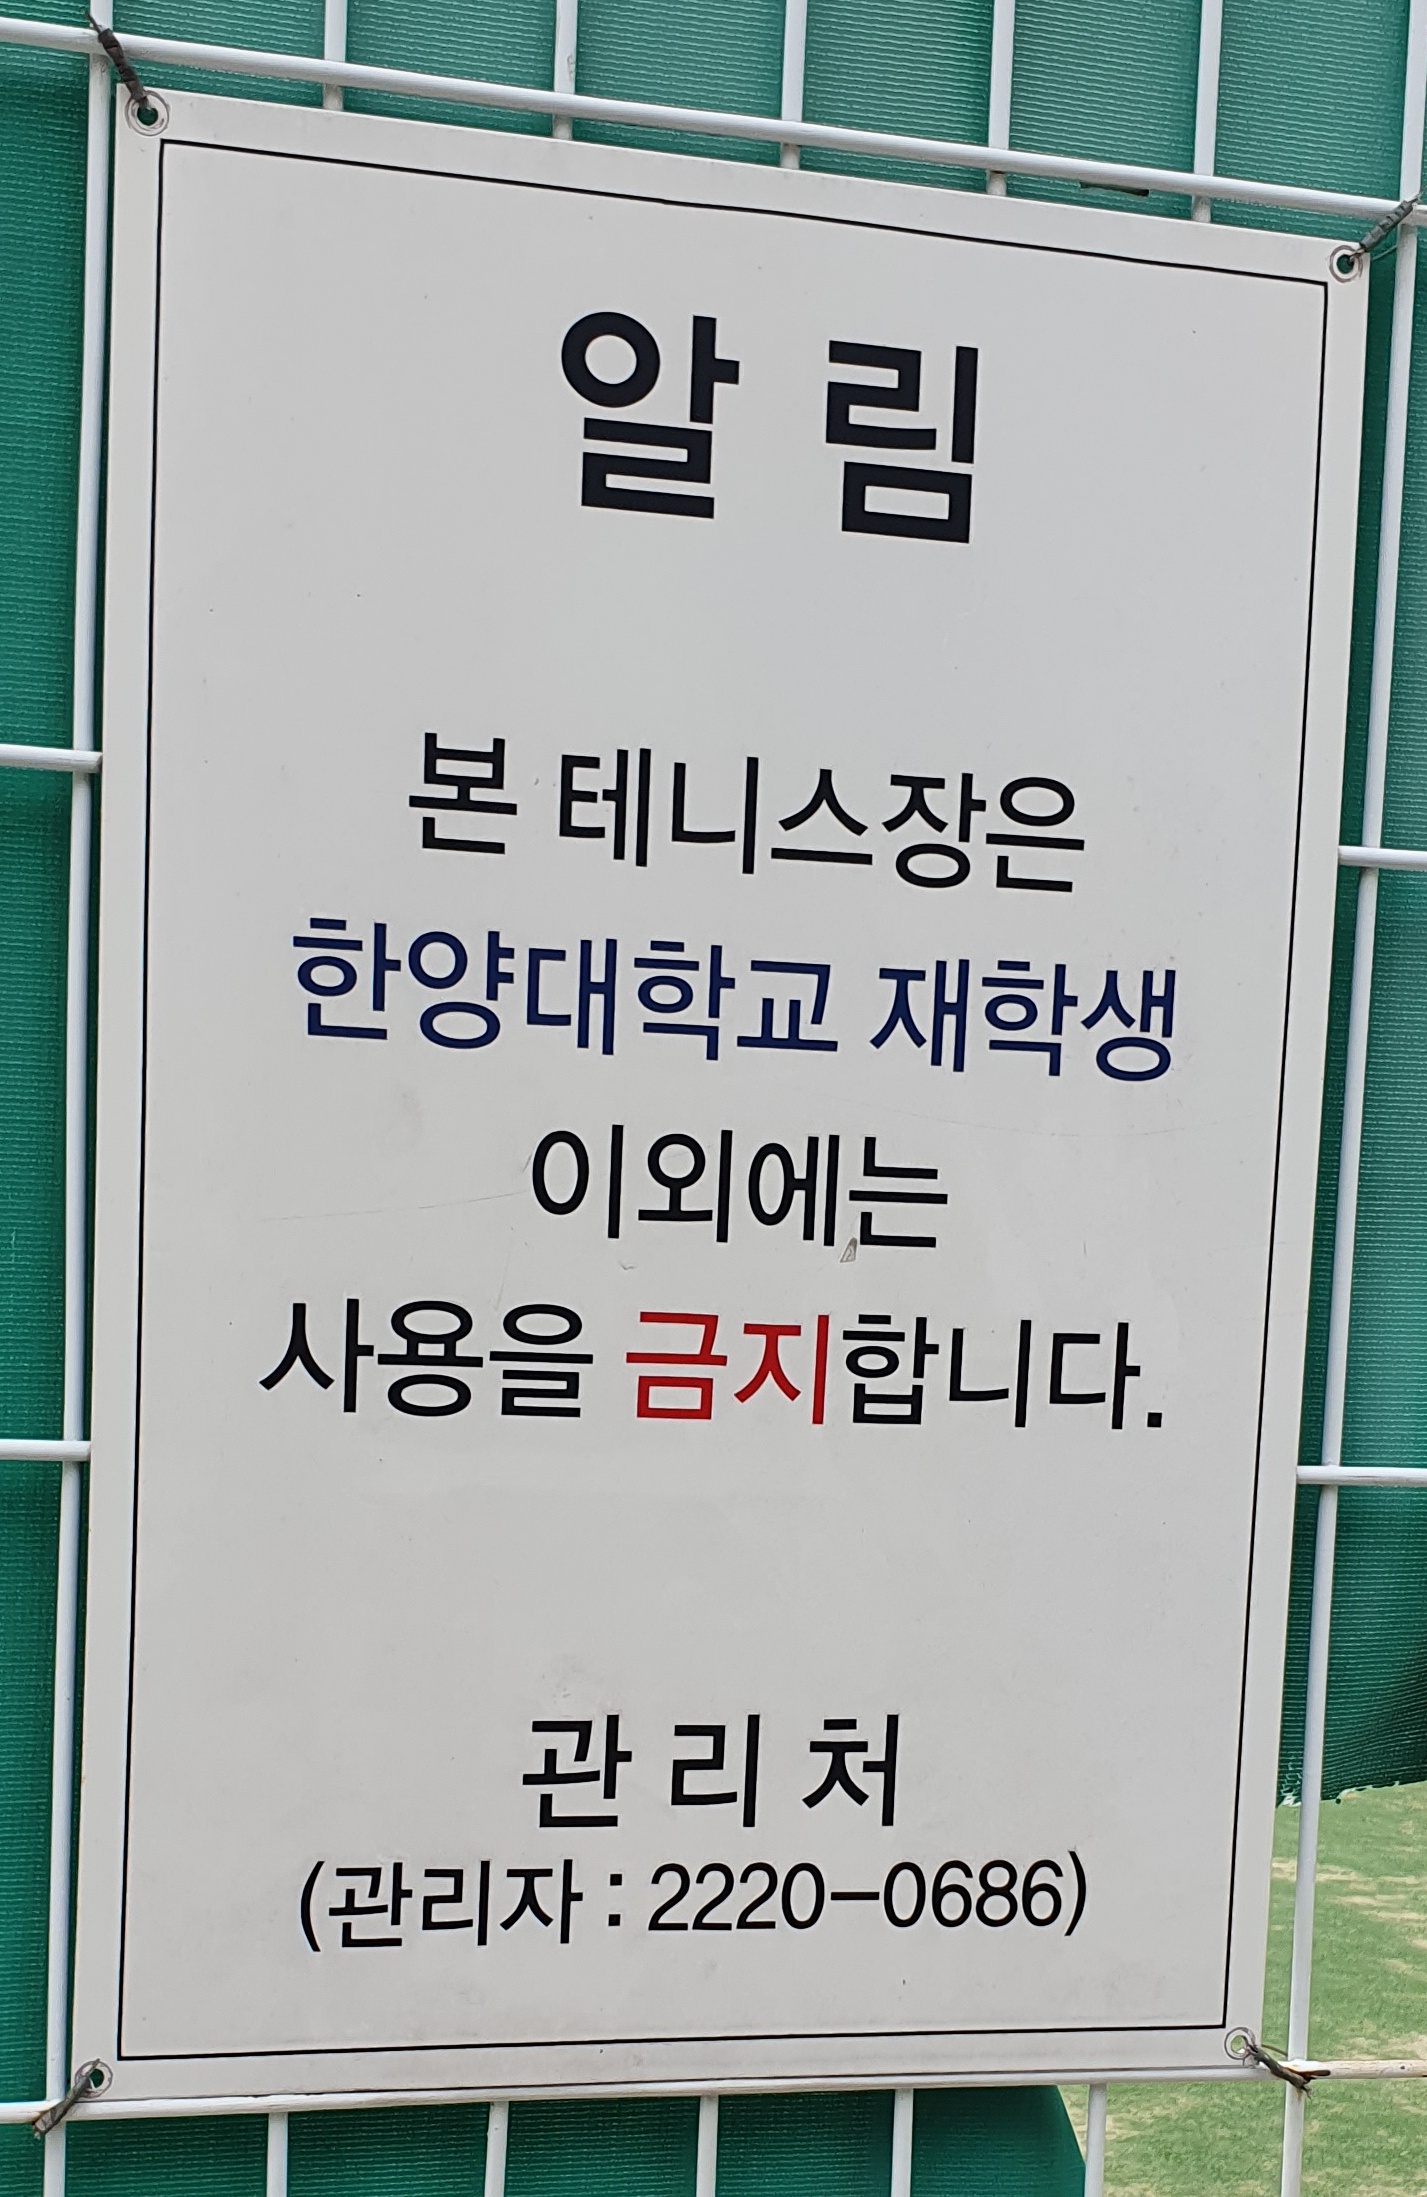 알 림
본 테니스장은
한양대학교 재학생
이외에는
사용을 금지합니다.
관 리 처
(관리자 : 2220-0686)